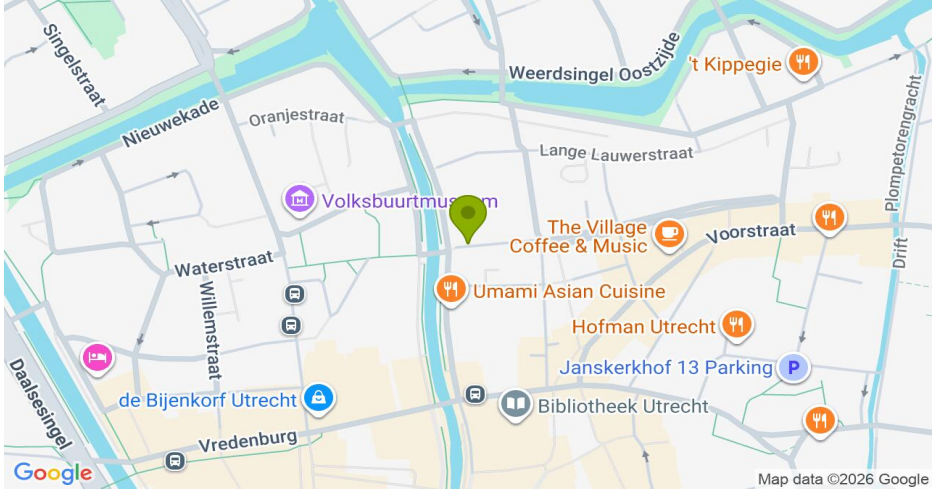 Singelstraat
Weerdsingel Oostzijde
't Kippegie
Nieuwekade
Oranjestraat
Plompetorengracht
Lange Lauwerstraat
Volksbuurtmuseum
The Village
Coffee & Music
Voorstraat
Drift
Waterstraat
Willemstraat
Umami Asian Cuisine
Hofman Utrecht
Janskerkhof 13 Parking
P
Daalsesingel
de Bijenkorf Utrecht
Bibliotheek Utrecht
Vredenburg
Google
Map data ©2026 Google